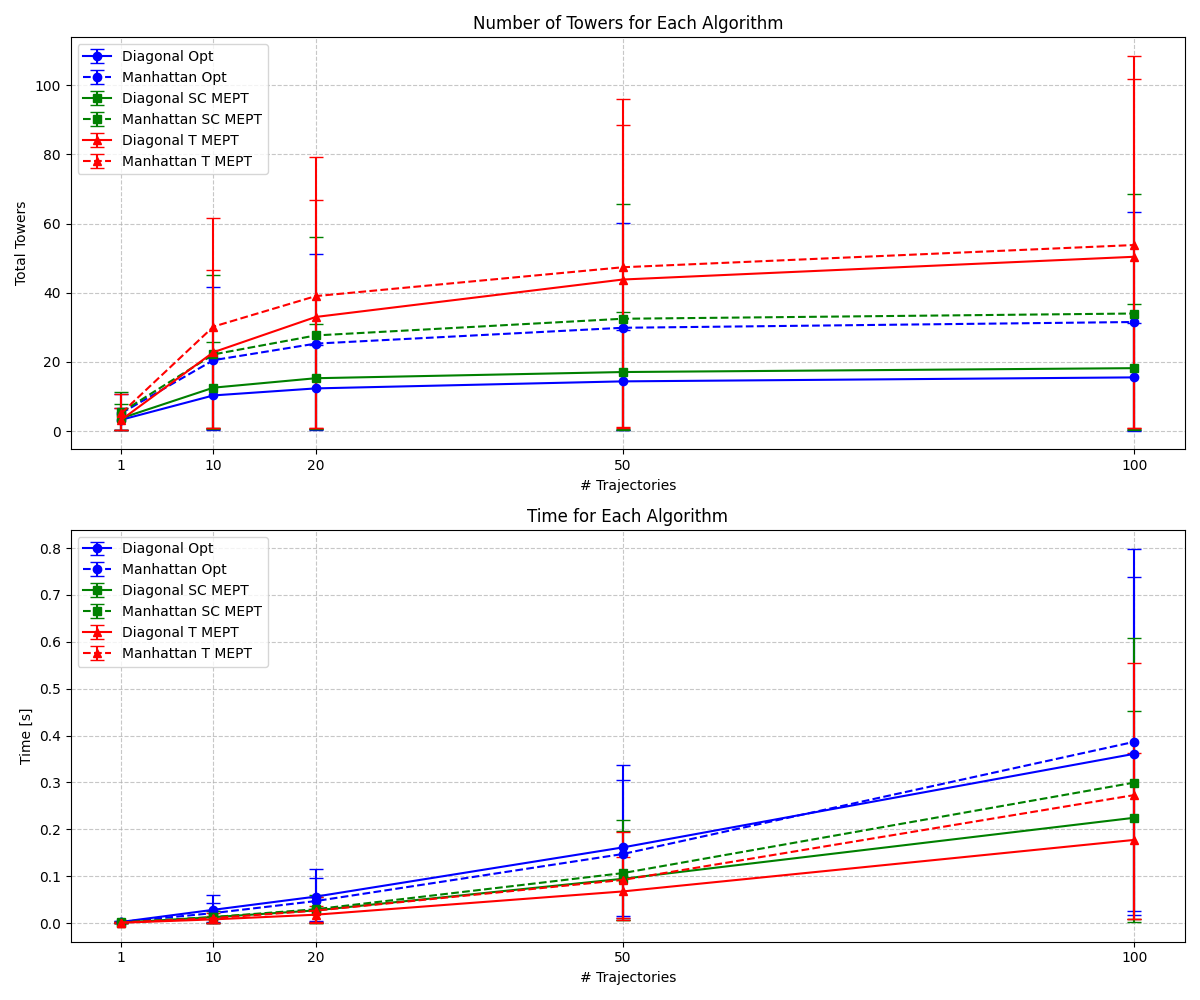 Number of Towers for Each Algorithm
Diagonal Opt
Manhattan Opt
Diagonal SC MEPT
Manhattan SC MEPT
Diagonal T MEPT
Manhattan T MEPT
Total Towers
100
80
60
40
20
0
1 10 20 50 100
# Trajectories
Time for Each Algorithm
Diagonal Opt
Manhattan Opt
Diagonal SC MEPT
Manhattan SC MEPT
Diagonal T MEPT
Manhattan T MEPT
Time [s]
0.8
0.7
0.6
0.5
0.4
0.3
0.2
0.1
0.0
1 10 20 50 100
# Trajectories